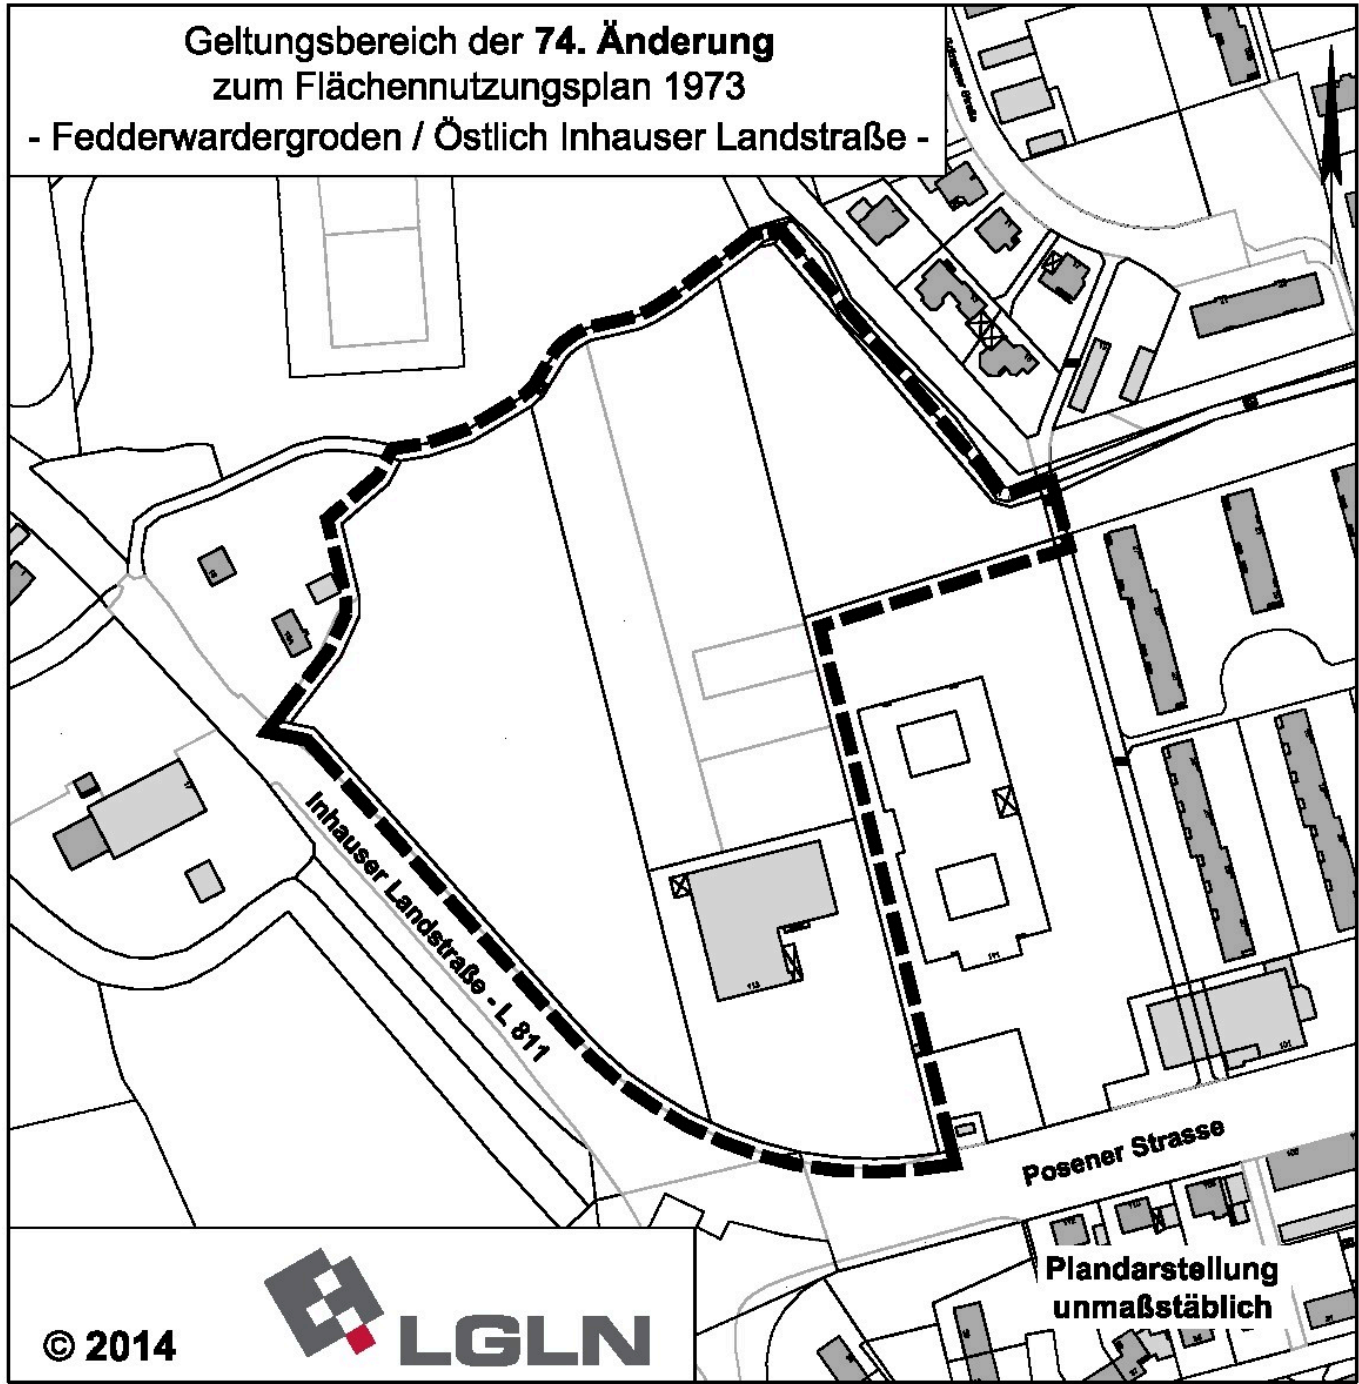 Geltungsbereich der 74. Änderung
zum Flächennutzungsplan 1973
- Fedderwardergroden / Östlich Inhauser Landstraße -
Inhauser Landstraße - L 811
Posener Strasse
Plandarstellung
unmaßstäblich
© 2014
LGLN